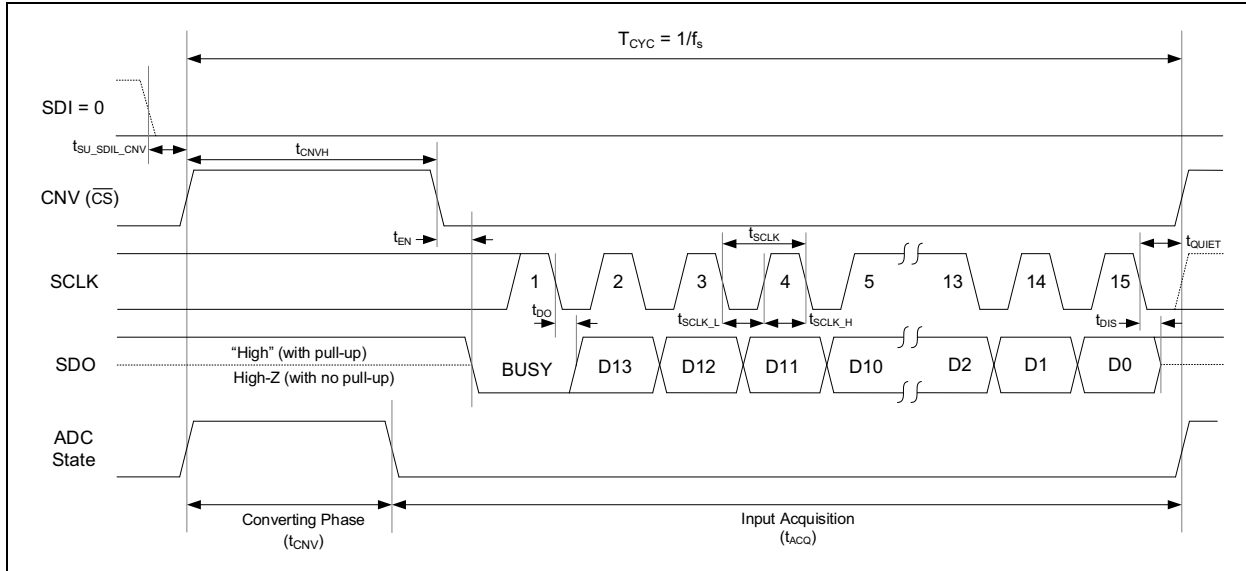 T_CYC = 1/f_s
SDI = 0
t_SU_SDIL_CNV
t_CNVH
CNV (C̅S̅)
t_EN
t_SCLK
t_QUIET
SCLK
1 2 3 4 5 13 14 15
t_DO
t_SCLK_L
t_SCLK_H
t_DIS
"High" (with pull-up)
SDO
High-Z (with no pull-up)
BUSY D13 D12 D11 D10 D2 D1 D0
ADC
State
Converting Phase
(t_CNV)
Input Acquisition
(t_ACQ)